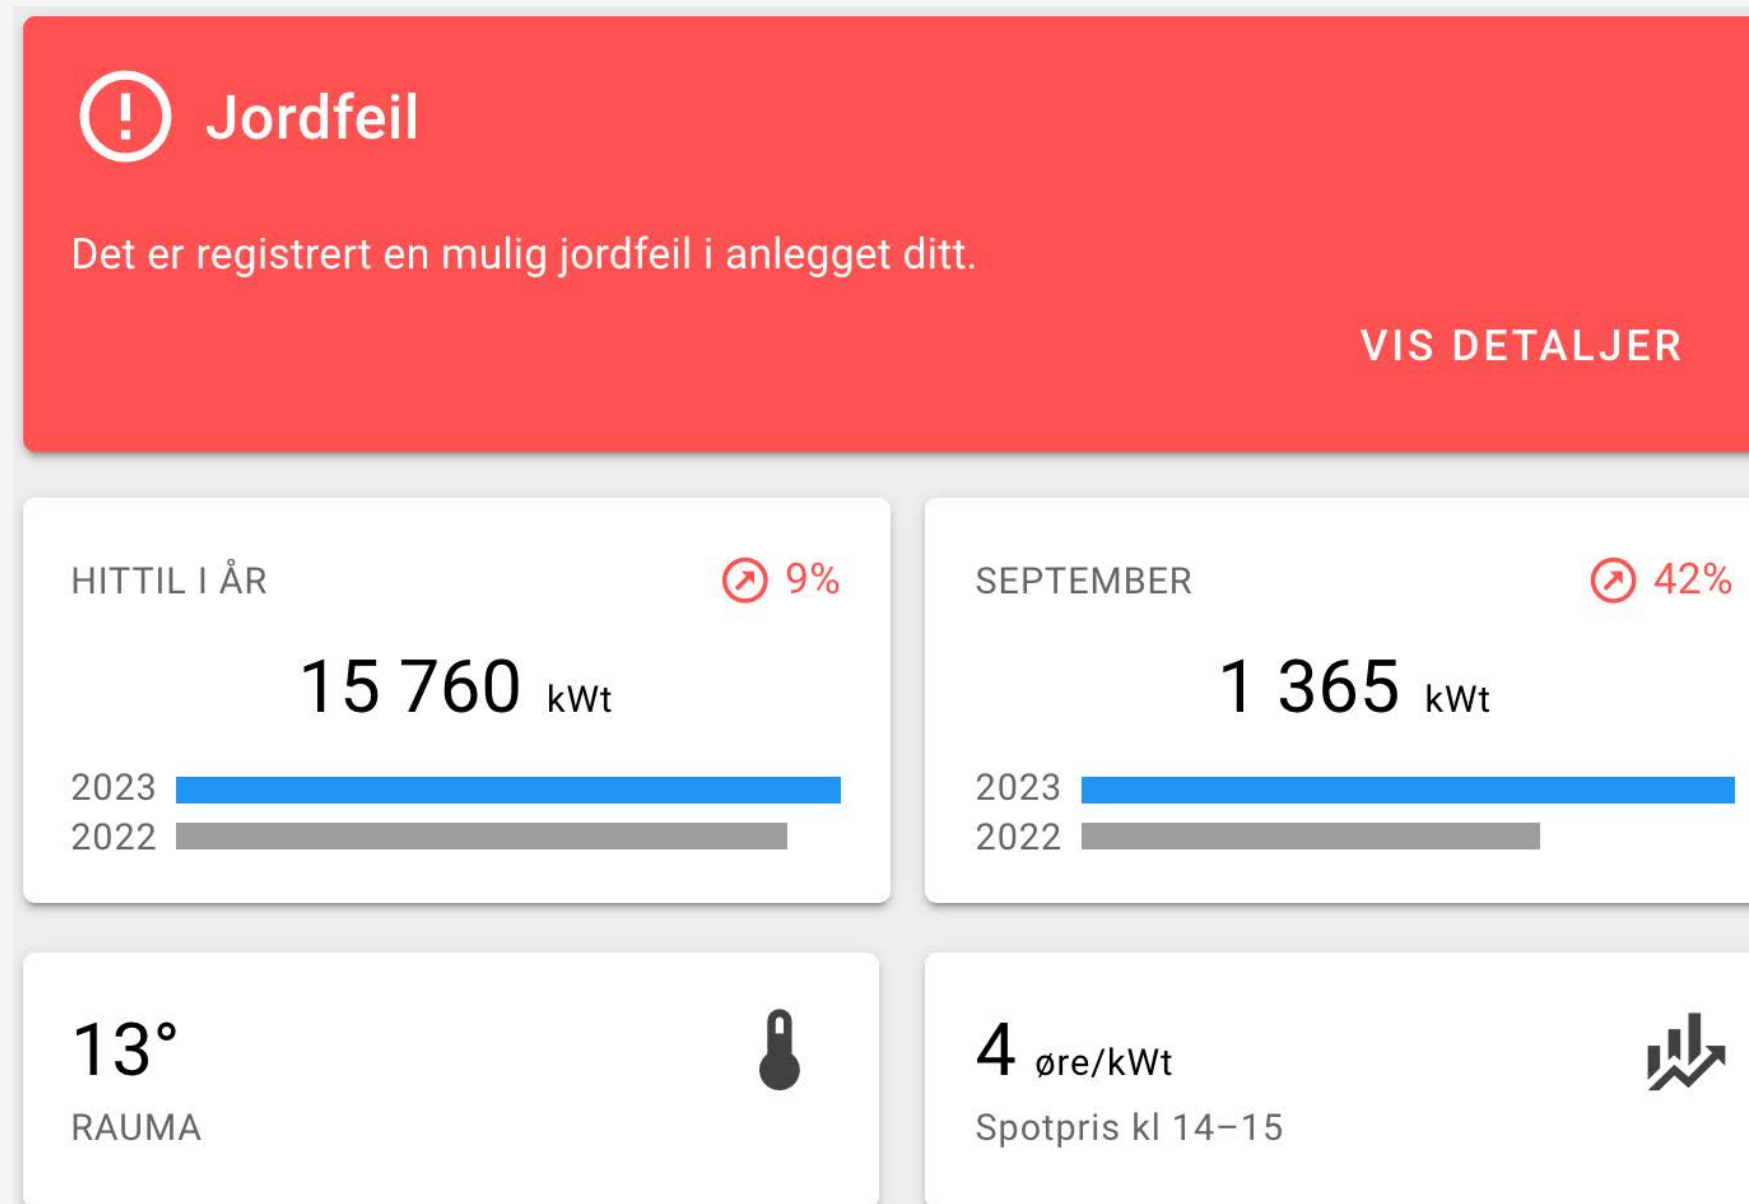 Jordfeil
Det er registrert en mulig jordfeil i anlegget ditt.
VIS DETALJER
HITTIL I ÅR
9%
15 760 kWt
2023
2022
SEPTEMBER
42%
1 365 kWt
2023
2022
13°
RAUMA
4 øre/kWt
Spotpris kl 14–15